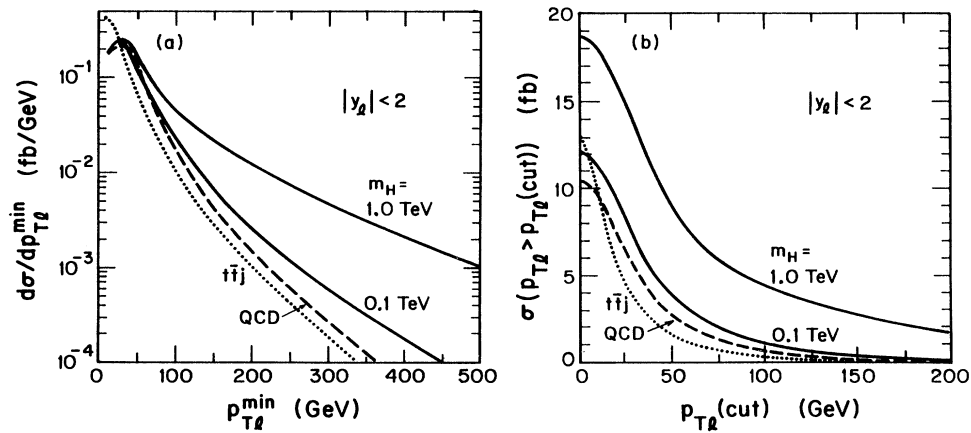 (a)
|yℓ| < 2
m_H =
1.0 TeV
0.1 TeV
tt̄j
QCD
10⁻¹
10⁻²
10⁻³
10⁻⁴
dσ/dp_Tℓ^min (fb/GeV)
0 100 200 300 400 500
p_Tℓ^min (GeV)
(b)
|yℓ| < 2
m_H =
1.0 TeV
0.1 TeV
tt̄j
QCD
20
15
10
5
0
σ(p_Tℓ > p_Tℓ(cut)) (fb)
0 50 100 150 200
p_Tℓ(cut) (GeV)